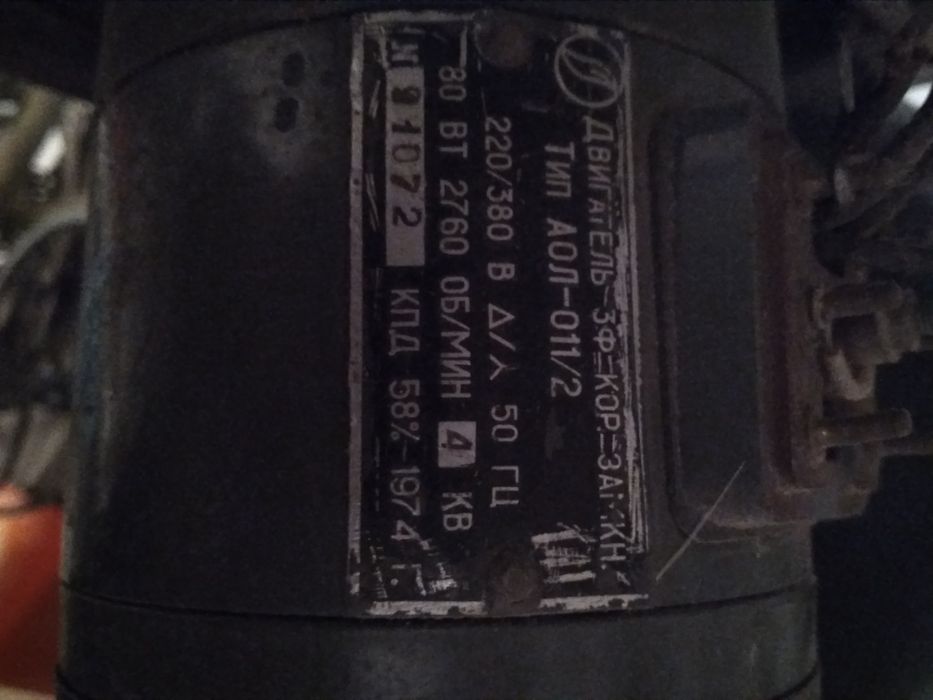 ДВИГАТЕЛЬ-3Ф-КОР.-ЗАМКН.
ТИП АОЛ-011/2
220/380 В Δ/⅄ 50 ГЦ
80 ВТ 2760 ОБ/МИН 4 КВ
№ 91072 КПД 58%-1974 Г.